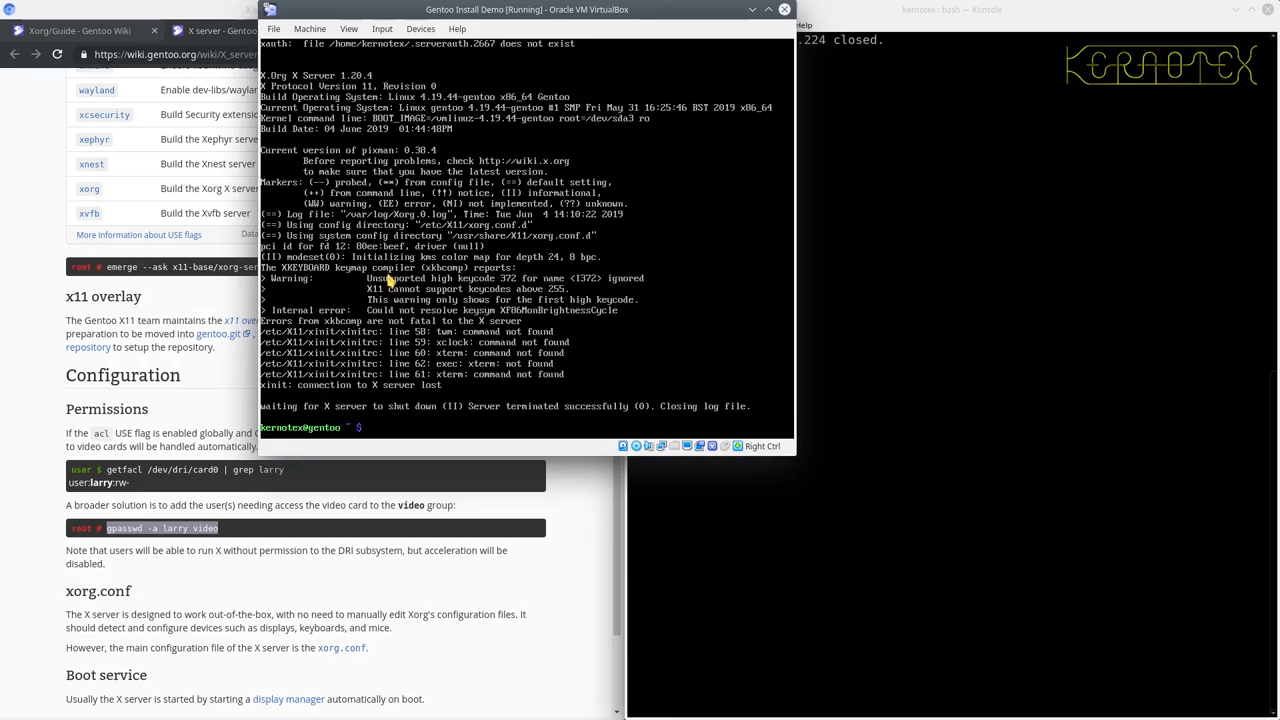 Xorg/Guide - Gentoo Wiki
X server - Gentoo
https://wiki.gentoo.org/wiki/X_server
wayland Enable dev-libs/wayland
xcsecurity Build Security extension
xephyr Build the Xephyr server
xnest Build the Xnest server
xorg Build the Xorg X server
xvfb Build the Xvfb server
More information about USE flags
Data
root # emerge --ask x11-base/xorg-ser
x11 overlay
The Gentoo X11 team maintains the x11 ove
preparation to be moved into gentoo.git ,
repository to setup the repository.
Configuration
Permissions
If the acl USE flag is enabled globally and
to video cards will be handled automatically.
user $ getfacl /dev/dri/card0 | grep larry
user:larry:rw-
A broader solution is to add the user(s) needing access the video card to the video group:
root # gpasswd -a larry video
Note that users will be able to run X without permission to the DRI subsystem, but acceleration will be
disabled.
xorg.conf
The X server is designed to work out-of-the-box, with no need to manually edit Xorg's configuration files. It
should detect and configure devices such as displays, keyboards, and mice.
However, the main configuration file of the X server is the xorg.conf.
Boot service
Usually the X server is started by starting a display manager automatically on boot.
Gentoo Install Demo [Running] - Oracle VM VirtualBox
File Machine View Input Devices Help
xauth: file /home/kernotex/.serverauth.2667 does not exist
X.Org X Server 1.20.4
X Protocol Version 11, Revision 0
Build Operating System: Linux 4.19.44-gentoo x86_64 Gentoo
Current Operating System: Linux gentoo 4.19.44-gentoo #1 SMP Fri May 31 16:25:46 BST 2019 x86_64
Kernel command line: BOOT_IMAGE=/vmlinuz-4.19.44-gentoo root=/dev/sda3 ro
Build Date: 04 June 2019 01:44:48PM
Current version of pixman: 0.38.4
Before reporting problems, check http://wiki.x.org
to make sure that you have the latest version.
Markers: (--) probed, (**) from config file, (==) default setting,
(++) from command line, (!!) notice, (II) informational,
(WW) warning, (EE) error, (NI) not implemented, (??) unknown.
(==) Log file: "/var/log/Xorg.0.log", Time: Tue Jun 4 14:10:22 2019
(==) Using config directory: "/etc/X11/xorg.conf.d"
(==) Using system config directory "/usr/share/X11/xorg.conf.d"
pci id for fd 12: 80ee:beef, driver (null)
(II) modeset(0): Initializing kms color map for depth 24, 8 bpc.
The XKEYBOARD keymap compiler (xkbcomp) reports:
> Warning: Unsupported high keycode 372 for name <I372> ignored
> X11 cannot support keycodes above 255.
> This warning only shows for the first high keycode.
> Internal error: Could not resolve keysym XF86MonBrightnessCycle
Errors from xkbcomp are not fatal to the X server
/etc/X11/xinit/xinitrc: line 58: twm: command not found
/etc/X11/xinit/xinitrc: line 59: xclock: command not found
/etc/X11/xinit/xinitrc: line 60: xterm: command not found
/etc/X11/xinit/xinitrc: line 62: exec: xterm: not found
/etc/X11/xinit/xinitrc: line 61: xterm: command not found
xinit: connection to X server lost
waiting for X server to shut down (II) Server terminated successfully (0). Closing log file.
kernotex@gentoo ~ $
Right Ctrl
kernotex : bash — Konsole
Help
.224 closed.
KERNOTEX